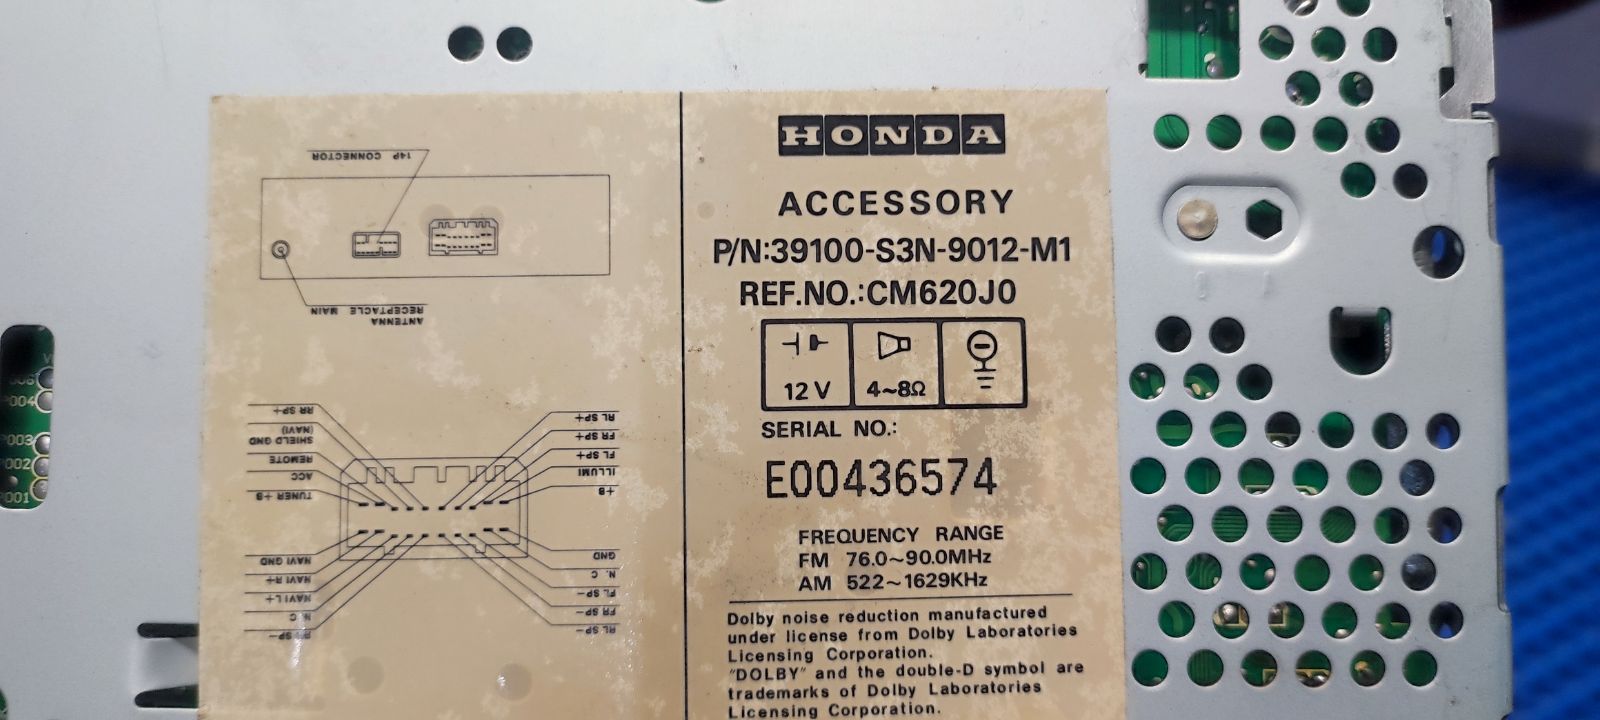 14P CONNECTOR
ANTENNA
RECEPTACLE MAIN
RR SP+
SHIELD GND
(NAVI)
REMOTE
ACC
TUNER +B
RL SP+
FR SP+
FL SP+
ILLUMI
+B
NAVI GND
NAVI R+
NAVI L+
N.C
SP-
GND
N. C
FL SP-
FR SP-
RL SP-
HONDA
ACCESSORY
P/N:39100-S3N-9012-M1
REF.NO.:CM620J0
12 V
4~8Ω
SERIAL NO.:
E00436574
FREQUENCY RANGE
FM 76.0~90.0MHz
AM 522~1629KHz
Dolby noise reduction manufactured
under license from Dolby Laboratories
Licensing Corporation.
"DOLBY" and the double-D symbol are
trademarks of Dolby Laboratories
Licensing Corporation.
P004
P003
P002
P001